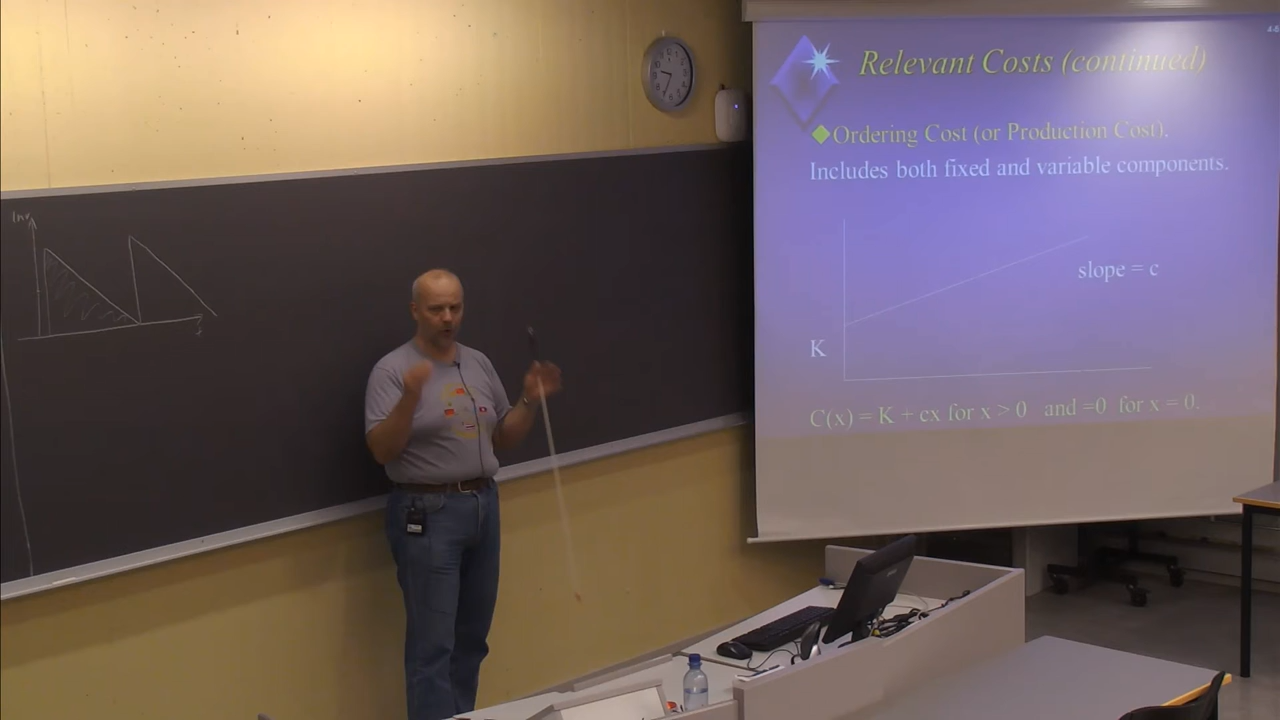 Inv
t
Relevant Costs (continued)
Ordering Cost (or Production Cost).
Includes both fixed and variable components.
slope = c
K
C(x) = K + cx for x > 0 and =0 for x = 0.